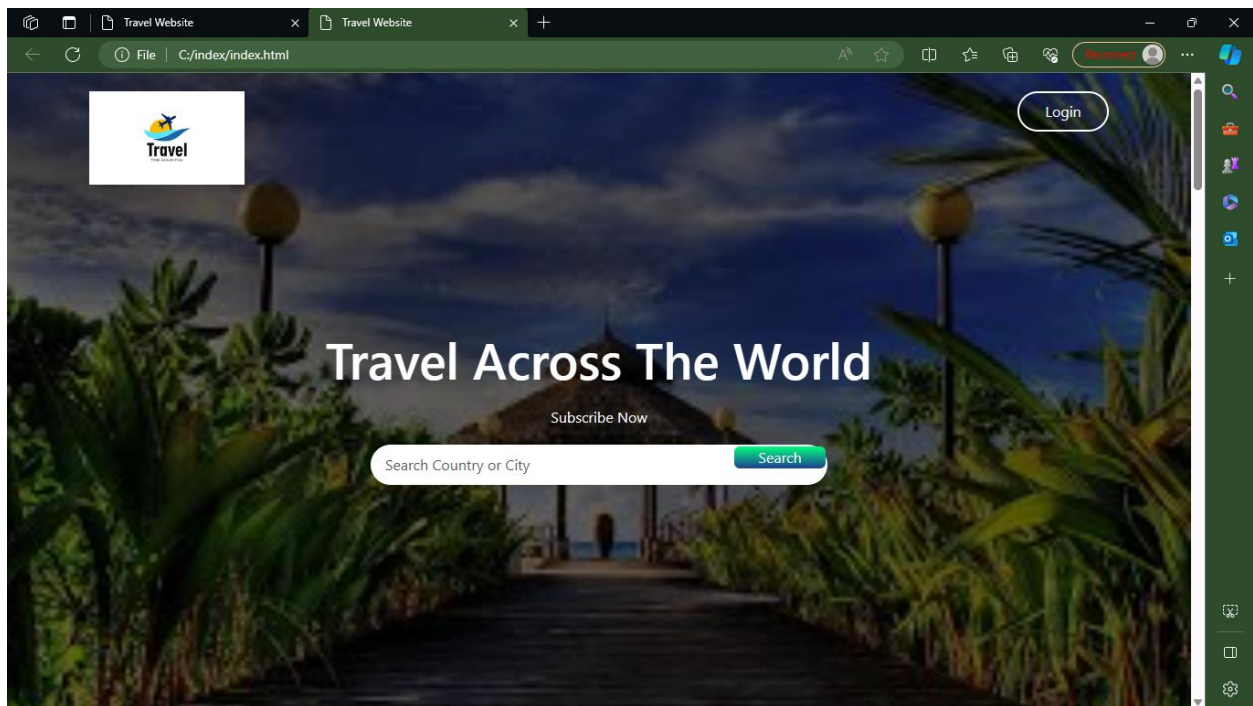 Travel Website
Travel Website
File
C:/index/index.html
Reconnect
Login
Travel
Travel Across The World
Subscribe Now
Search Country or City
Search